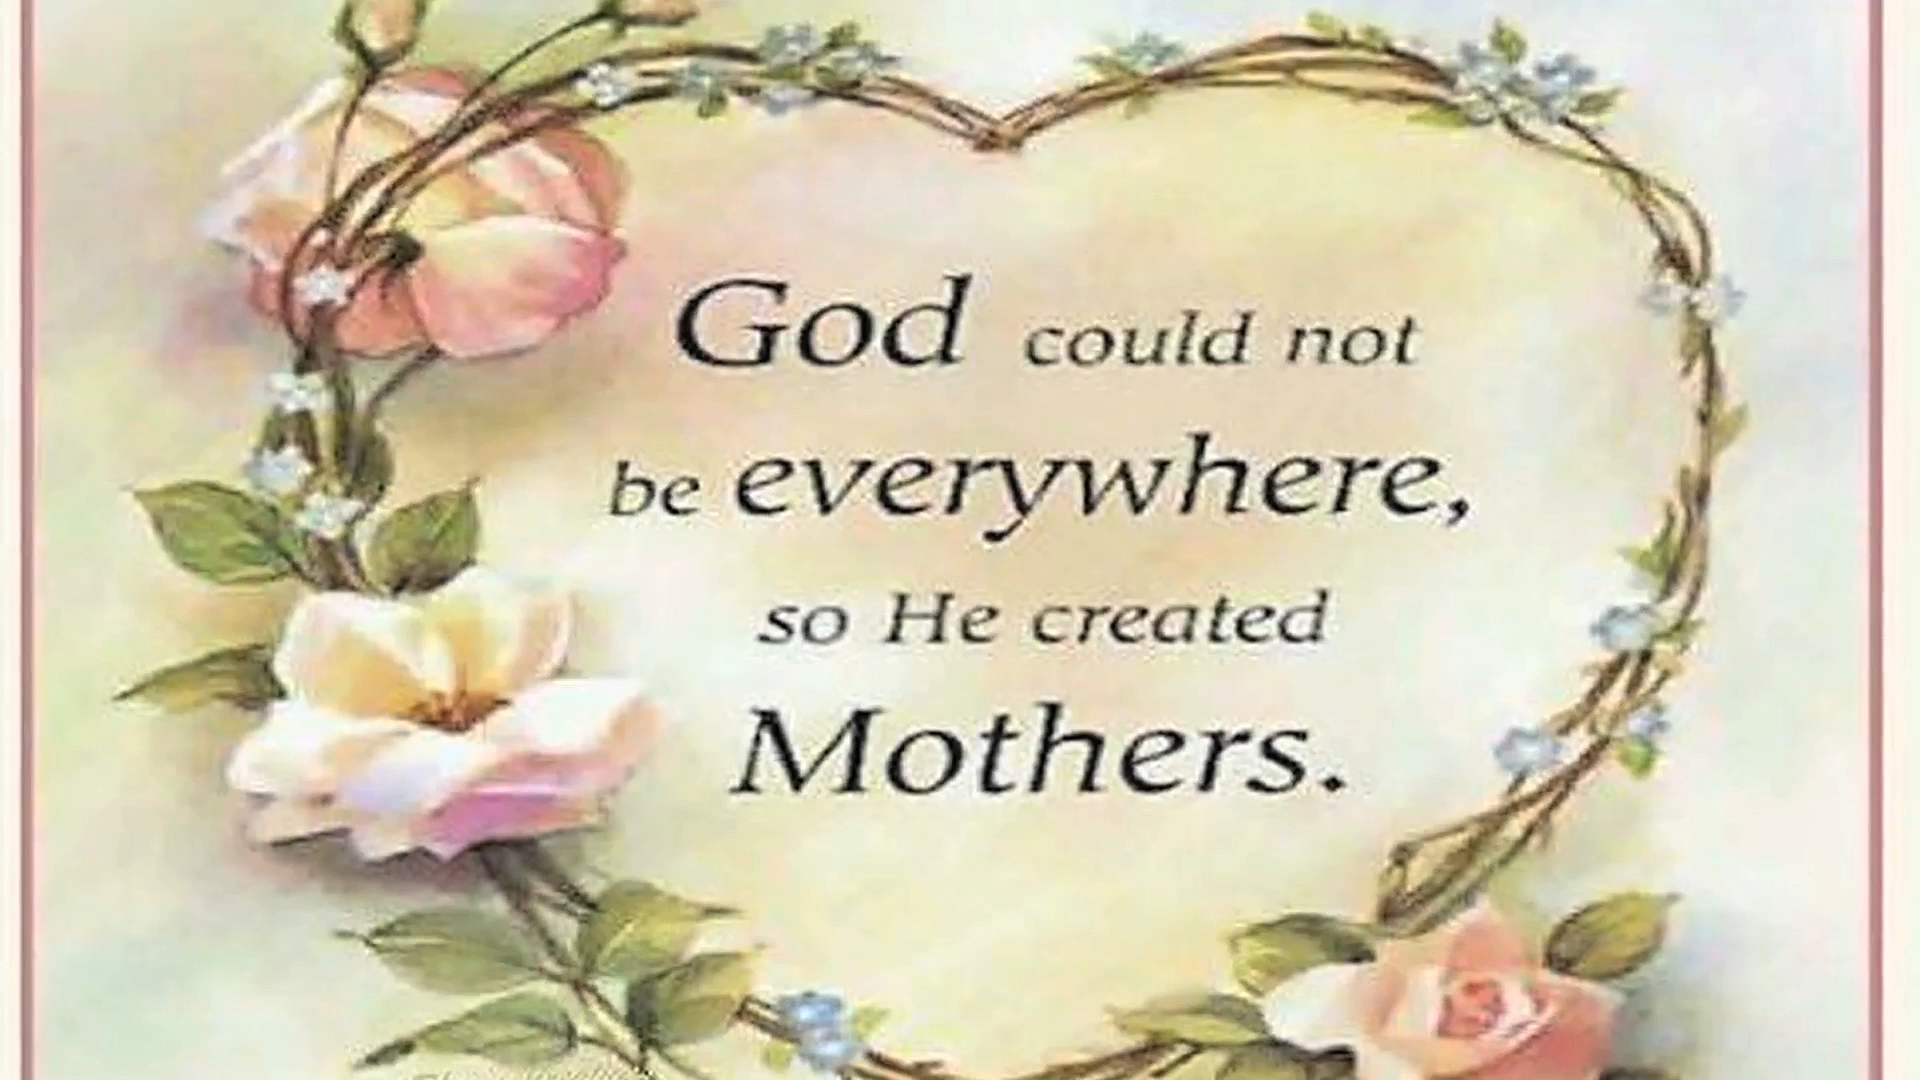 God could not
be everywhere,
so He created
Mothers.